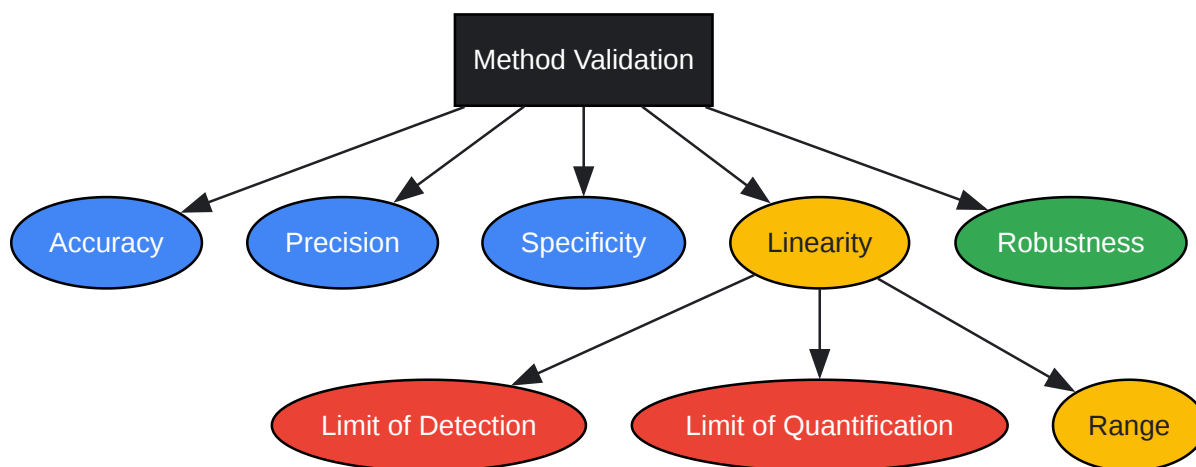 Method Validation
Accuracy
Precision
Specificity
Linearity
Robustness
Limit of Detection
Limit of Quantification
Range